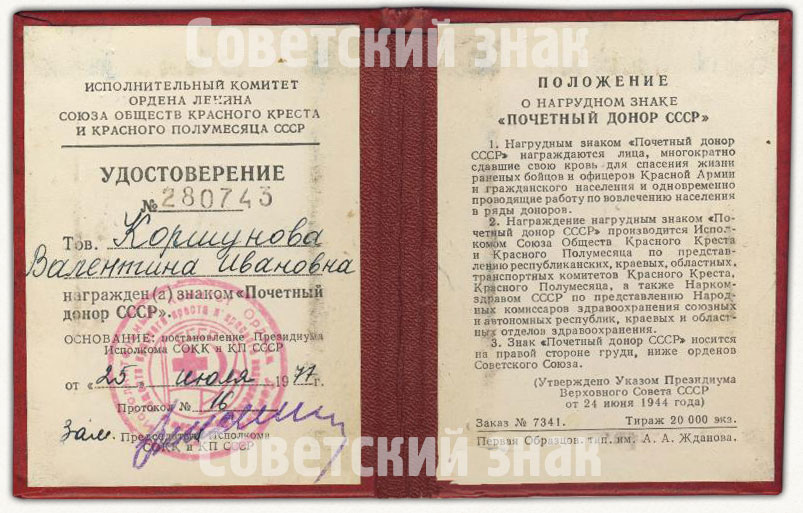 Советский знак
ИСПОЛНИТЕЛЬНЫЙ КОМИТЕТ
ОРДЕНА ЛЕНИНА
СОЮЗА ОБЩЕСТВ КРАСНОГО КРЕСТА
И КРАСНОГО ПОЛУМЕСЯЦА СССР
УДОСТОВЕРЕНИЕ
№ 280743
Тов. Коршунова
Валентина Ивановна
награжден(а) знаком «Почетный
донор СССР».
ОСНОВАНИЕ: постановление Президиума
Исполкома СОКК и КП СССР
от «25» июля 1977 г.
Протокол № 16
Зам. Председатель Исполкома
СОКК и КП СССР
ПОЛОЖЕНИЕ
О НАГРУДНОМ ЗНАКЕ
«ПОЧЕТНЫЙ ДОНОР СССР»
1. Нагрудным знаком «Почетный донор
СССР» награждаются лица, многократно
сдавшие свою кровь для спасения жизни
раненых бойцов и офицеров Красной Армии
и гражданского населения и одновременно
проводящие работу по вовлечению населения
в ряды доноров.
2. Награждение нагрудным знаком «По-
четный донор СССР» производится Испол-
комом Союза Обществ Красного Креста
и Красного Полумесяца по представ-
лению республиканских, краевых, областных,
транспортных комитетов Красного Креста,
Красного Полумесяца, а также Нарком-
здравом СССР по представлению Народ-
ных комиссаров здравоохранения союзных
и автономных республик, краевых и област-
ных отделов здравоохранения.
3. Знак «Почетный донор СССР» носится
на правой стороне груди, ниже орденов
Советского Союза.
(Утверждено Указом Президиума
Верховного Совета СССР
от 24 июня 1944 года)
Заказ № 7341. Тираж 20 000 экз.
Первая Образцов. тип. им. А. А. Жданова.
Советский знак